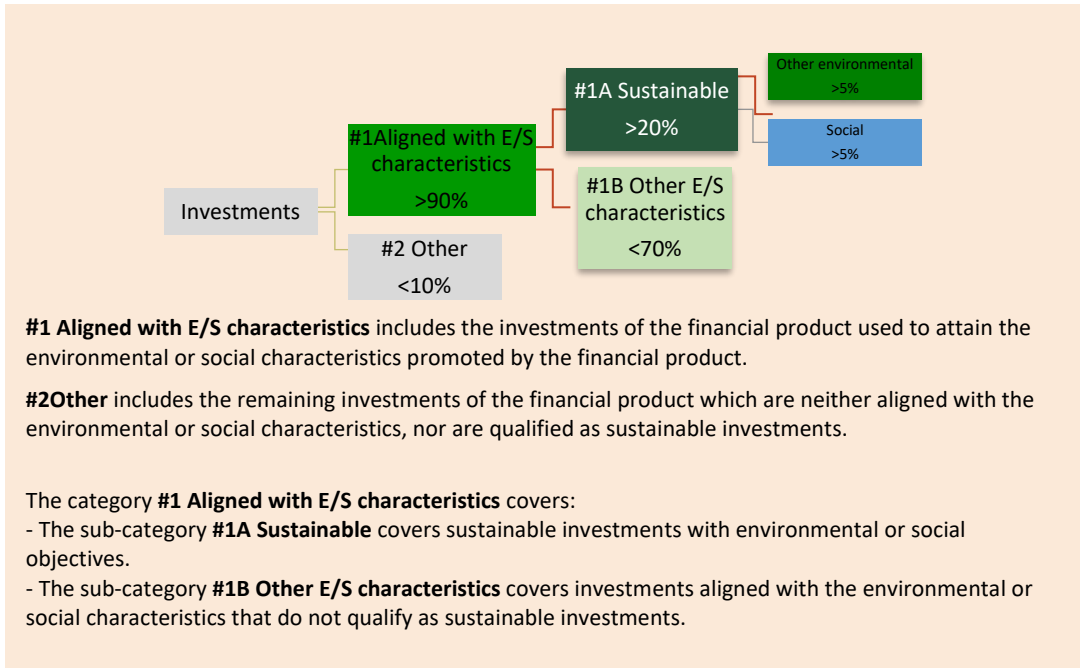 Other environmental
>5%
#1A Sustainable
>20%
Social
>5%
#1Aligned with E/S
characteristics
>90%
#1B Other E/S
characteristics
<70%
Investments
#2 Other
<10%
#1 Aligned with E/S characteristics includes the investments of the financial product used to attain the
environmental or social characteristics promoted by the financial product.
#2Other includes the remaining investments of the financial product which are neither aligned with the
environmental or social characteristics, nor are qualified as sustainable investments.
The category #1 Aligned with E/S characteristics covers:
- The sub-category #1A Sustainable covers sustainable investments with environmental or social
objectives.
- The sub-category #1B Other E/S characteristics covers investments aligned with the environmental or
social characteristics that do not qualify as sustainable investments.